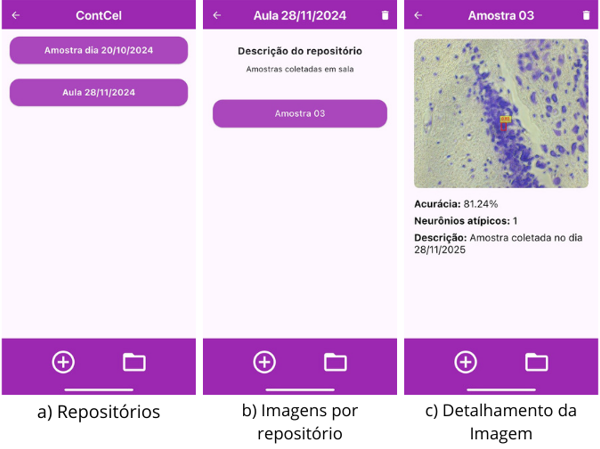 ContCel
Amostra dia 20/10/2024
Aula 28/11/2024
a) Repositórios
Aula 28/11/2024
Descrição do repositório
Amostras coletadas em sala
Amostra 03
b) Imagens por
repositório
Amostra 03
Acurácia: 81.24%
Neurônios atípicos: 1
Descrição: Amostra coletada no dia
28/11/2025
c) Detalhamento da
Imagem